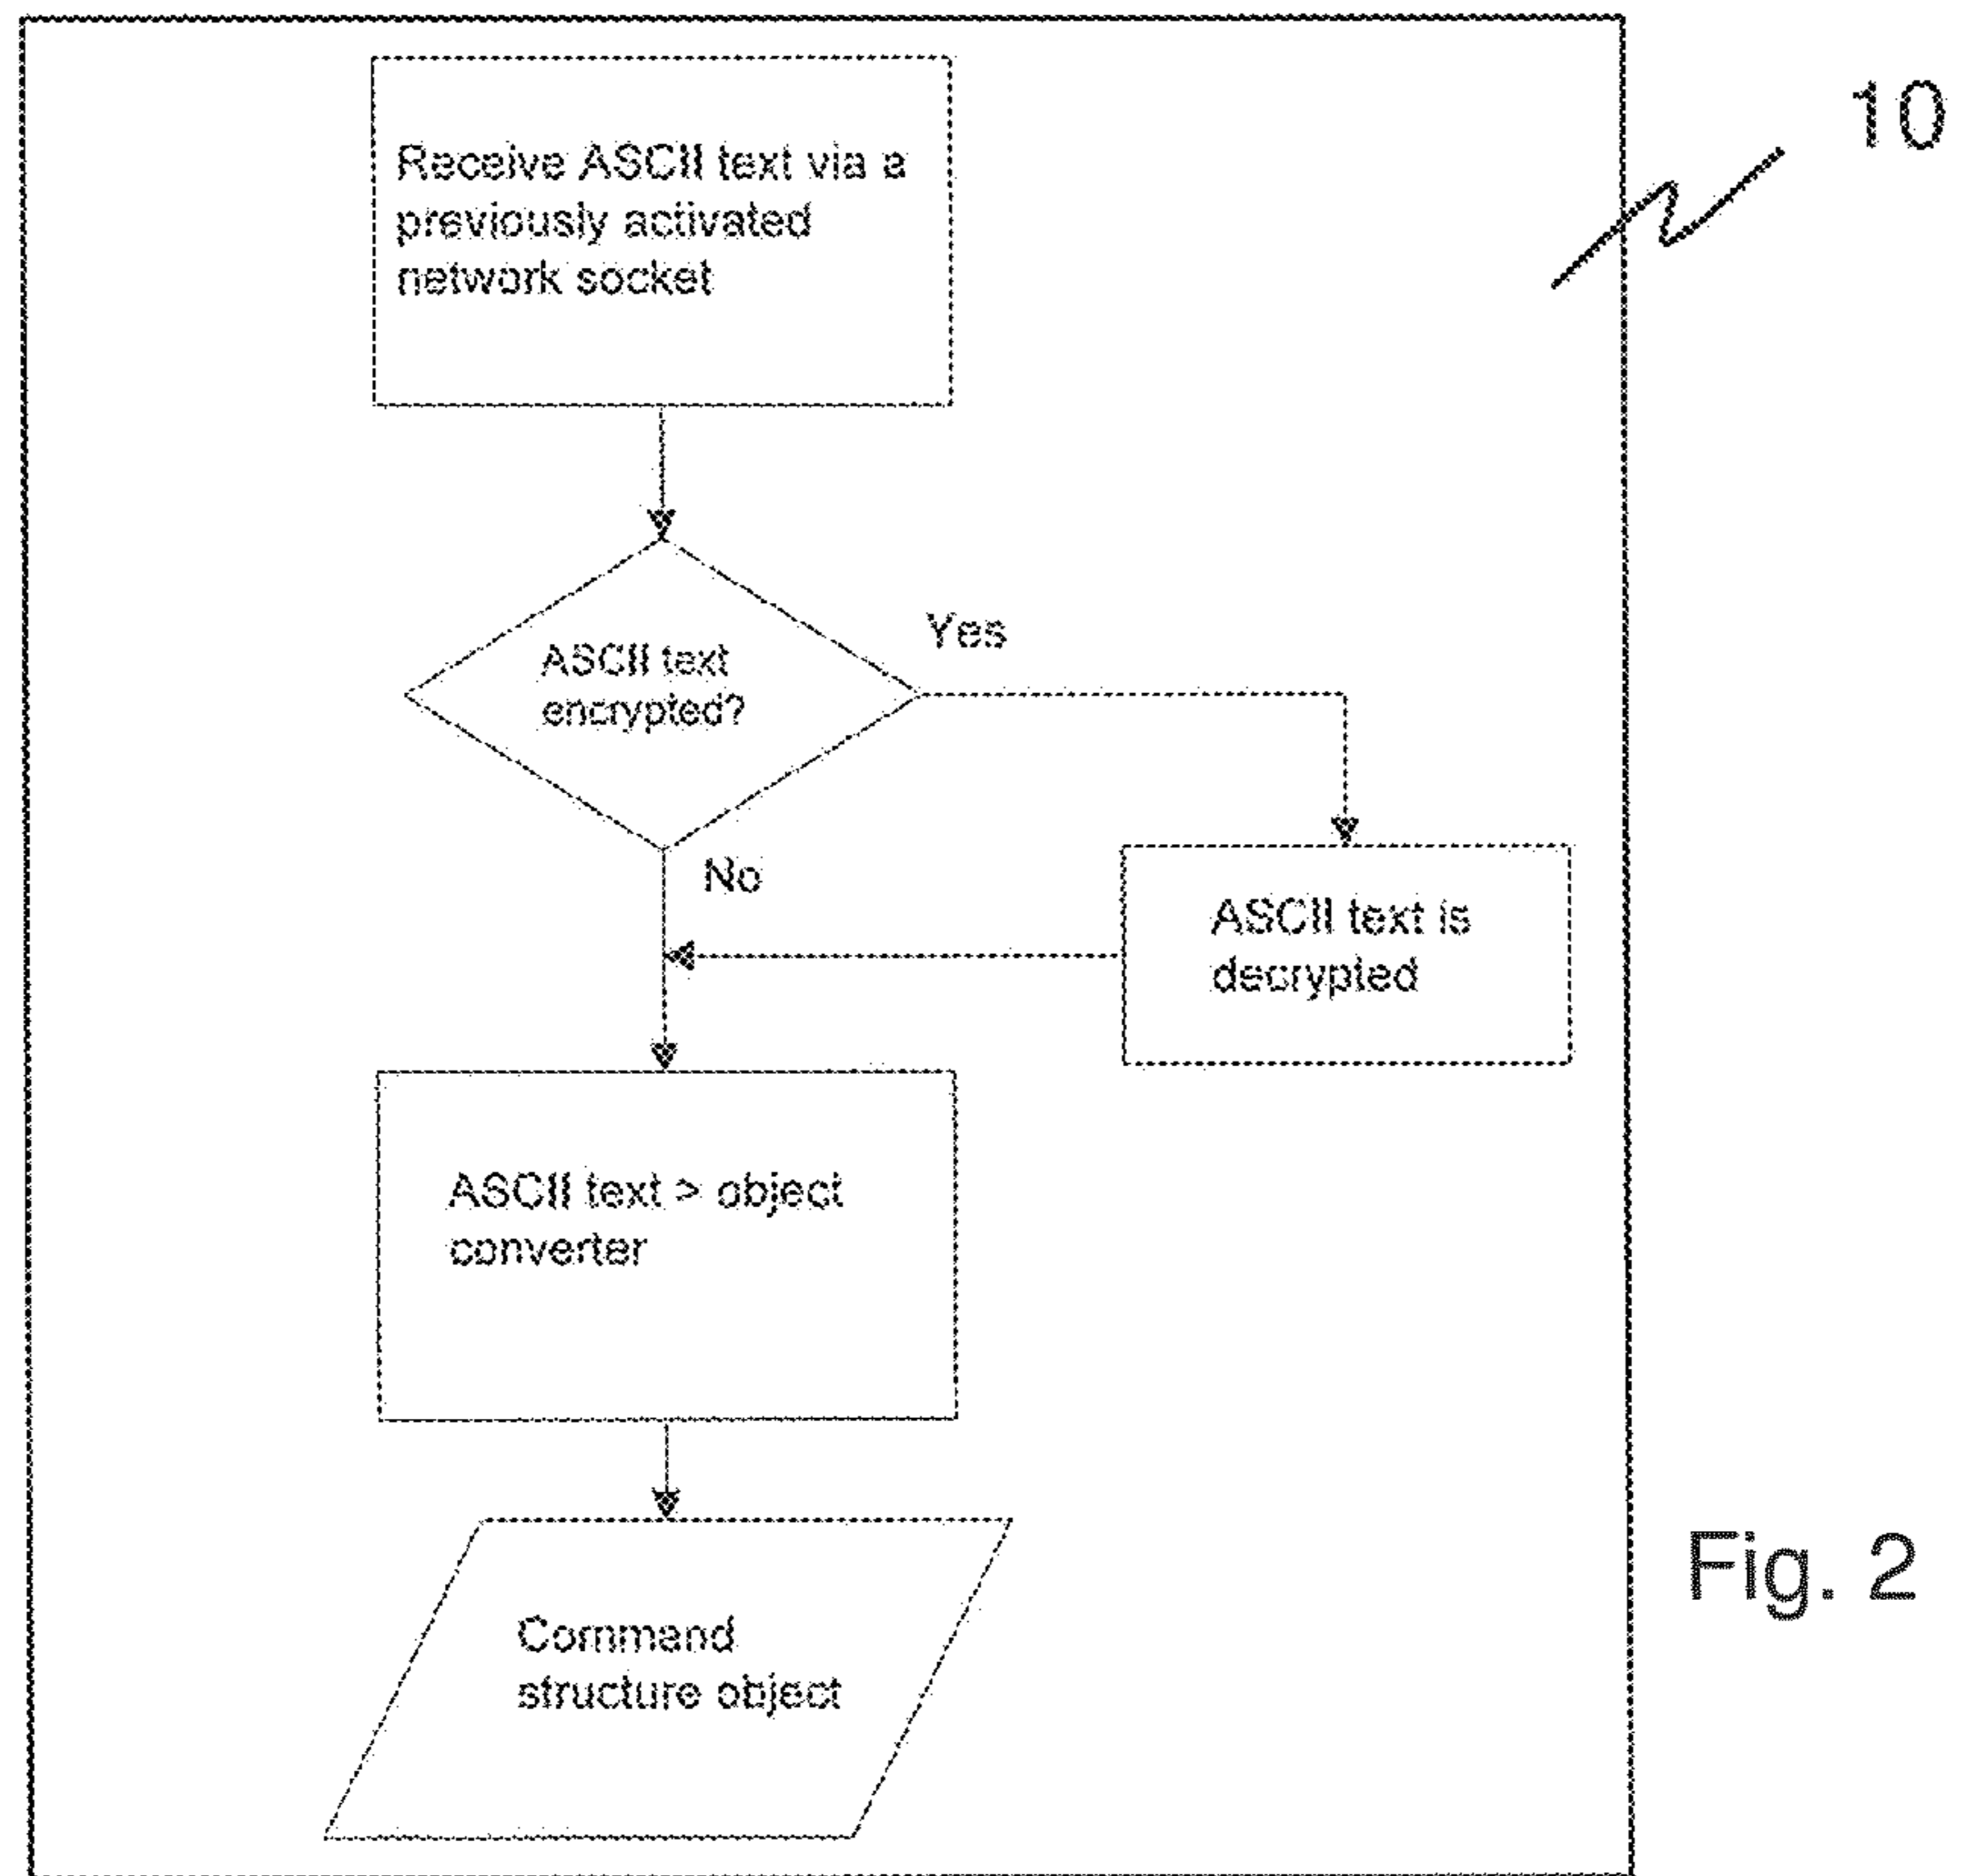 10
Receive ASCII text via a
previously activated
network socket
ASCII text
encrypted?
Yes
No
ASCII text is
decrypted
ASCII text > object
converter
Command
structure object
Fig. 2